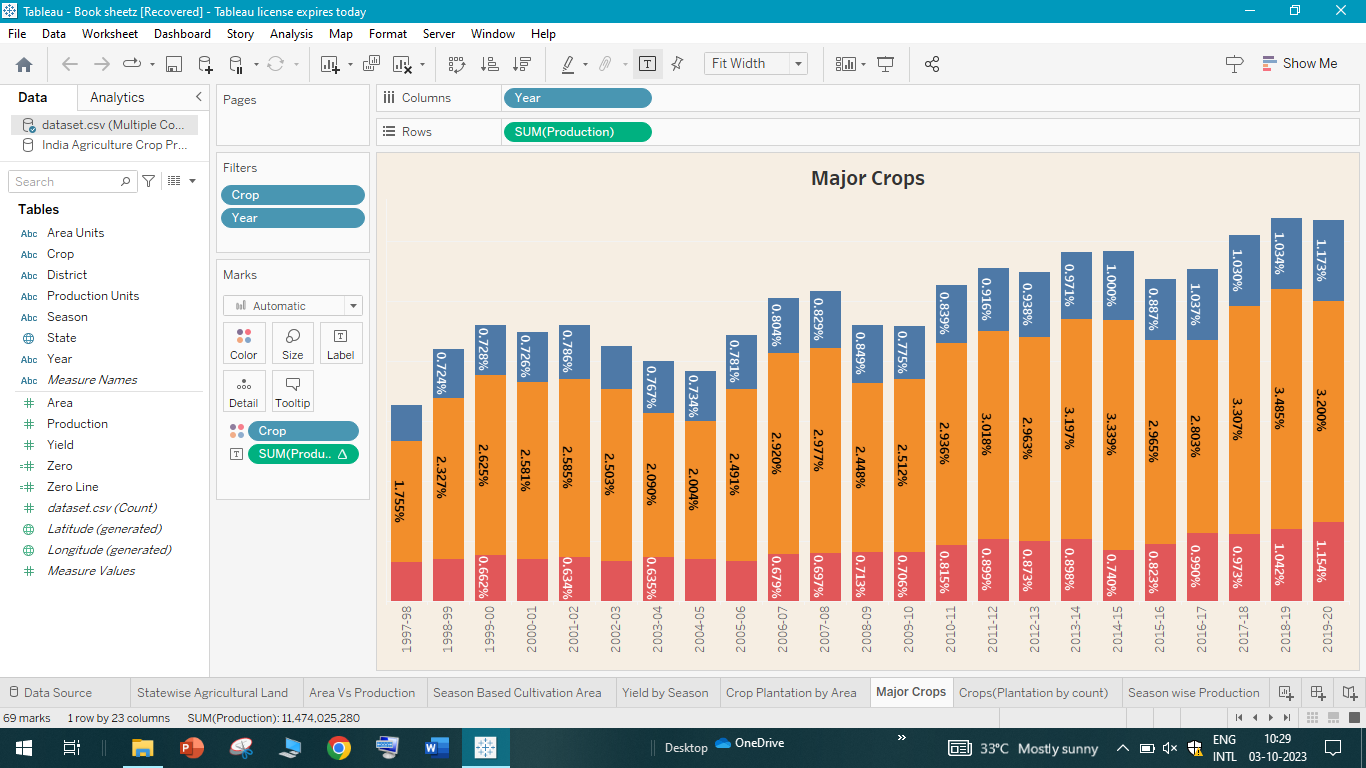 Tableau - Book sheetz [Recovered] - Tableau license expires today
File Data Worksheet Dashboard Story Analysis Map Format Server Window Help
Fit Width
Show Me
Data Analytics
dataset.csv (Multiple Co...
India Agriculture Crop Pr...
Search
Tables
Abc Area Units
Abc Crop
Abc District
Abc Production Units
Abc Season
State
Abc Year
Abc Measure Names
Area
Production
Yield
Zero
Zero Line
dataset.csv (Count)
Latitude (generated)
Longitude (generated)
Measure Values
Pages
Filters
Crop
Year
Marks
Automatic
Color Size Label
Detail Tooltip
Crop
SUM(Produ.. Δ
Columns Year
Rows SUM(Production)
Major Crops
0.724% 0.728% 0.726% 0.786% 0.767% 0.734% 0.781% 0.804% 0.829% 0.849% 0.775% 0.839% 0.916% 0.938% 0.971% 1.000% 0.887% 1.037% 1.030% 1.034% 1.173%
1.755% 2.327% 2.625% 2.581% 2.585% 2.503% 2.090% 2.004% 2.491% 2.920% 2.977% 2.448% 2.512% 2.936% 3.018% 2.963% 3.197% 3.339% 2.965% 2.803% 3.307% 3.485% 3.200%
0.662% 0.634% 0.635% 0.679% 0.697% 0.713% 0.706% 0.815% 0.899% 0.873% 0.898% 0.740% 0.823% 0.990% 0.973% 1.042% 1.154%
1997-98 1998-99 1999-00 2000-01 2001-02 2002-03 2003-04 2004-05 2005-06 2006-07 2007-08 2008-09 2009-10 2010-11 2011-12 2012-13 2013-14 2014-15 2015-16 2016-17 2017-18 2018-19 2019-20
Data Source Statewise Agricultural Land Area Vs Production Season Based Cultivation Area Yield by Season Crop Plantation by Area Major Crops Crops(Plantation by count) Season wise Production
69 marks 1 row by 23 columns SUM(Production): 11,474,025,280
Desktop OneDrive » 33°C Mostly sunny
ENG 10:29
INTL 03-10-2023